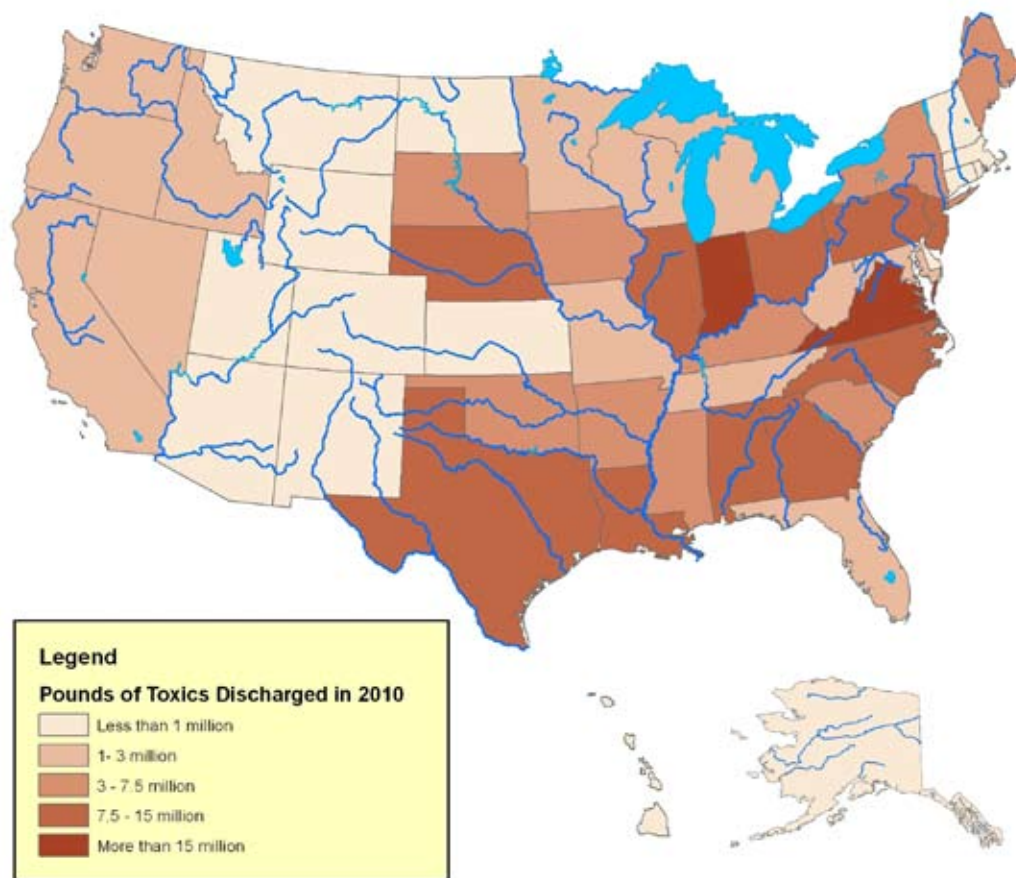 Legend
Pounds of Toxics Discharged in 2010
Less than 1 million
1- 3 million
3 - 7.5 million
7.5 - 15 million
More than 15 million